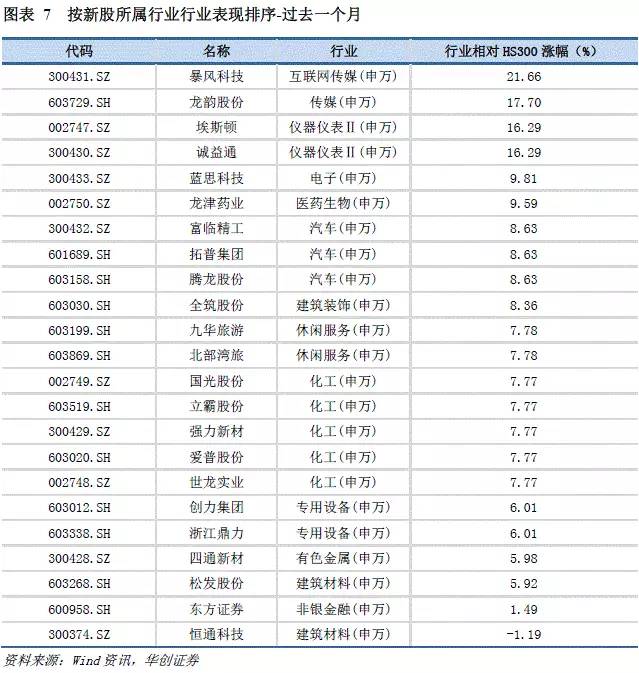 图表 7 按新股所属行业行业表现排序-过去一个月
代码 名称 行业 行业相对 HS300 涨幅（%）
300431.SZ 暴风科技 互联网传媒(申万) 21.66
603729.SH 龙韵股份 传媒(申万) 17.70
002747.SZ 埃斯顿 仪器仪表Ⅱ(申万) 16.29
300430.SZ 诚益通 仪器仪表Ⅱ(申万) 16.29
300433.SZ 蓝思科技 电子(申万) 9.81
002750.SZ 龙津药业 医药生物(申万) 9.59
300432.SZ 富临精工 汽车(申万) 8.63
601689.SH 拓普集团 汽车(申万) 8.63
603158.SH 腾龙股份 汽车(申万) 8.63
603030.SH 全筑股份 建筑装饰(申万) 8.36
603199.SH 九华旅游 休闲服务(申万) 7.78
603869.SH 北部湾旅 休闲服务(申万) 7.78
002749.SZ 国光股份 化工(申万) 7.77
603519.SH 立霸股份 化工(申万) 7.77
300429.SZ 强力新材 化工(申万) 7.77
603020.SH 爱普股份 化工(申万) 7.77
002748.SZ 世龙实业 化工(申万) 7.77
603012.SH 创力集团 专用设备(申万) 6.01
603338.SH 浙江鼎力 专用设备(申万) 6.01
300428.SZ 四通新材 有色金属(申万) 5.98
603268.SH 松发股份 建筑材料(申万) 5.92
600958.SH 东方证券 非银金融(申万) 1.49
300374.SZ 恒通科技 建筑材料(申万) -1.19
资料来源：Wind 资讯，华创证券